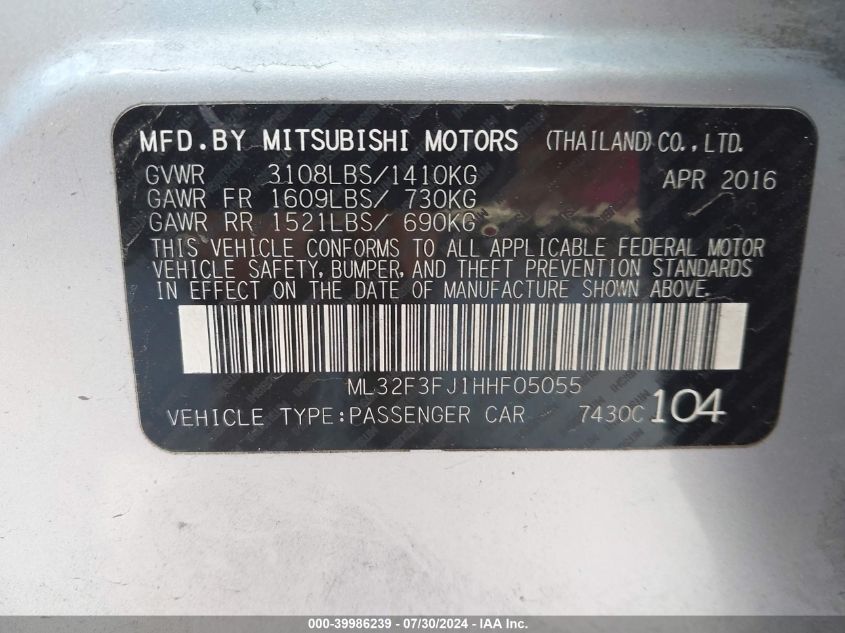 MFD.BY MITSUBISHI MOTORS (THAILAND) CO., LTD.
GVWR 3108LBS/1410KG APR 2016
GAWR FR 1609LBS/ 730KG
GAWR RR 1521LBS/ 690KG
THIS VEHICLE CONFORMS TO ALL APPLICABLE FEDERAL MOTOR
VEHICLE SAFETY, BUMPER, AND THEFT PREVENTION STANDARDS
IN EFFECT ON THE DATE OF MANUFACTURE SHOWN ABOVE.
ML32F3FJ1HHF05055
VEHICLE TYPE:PASSENGER CAR 7430C 104
000-39986239 - 07/30/2024 - IAA Inc.